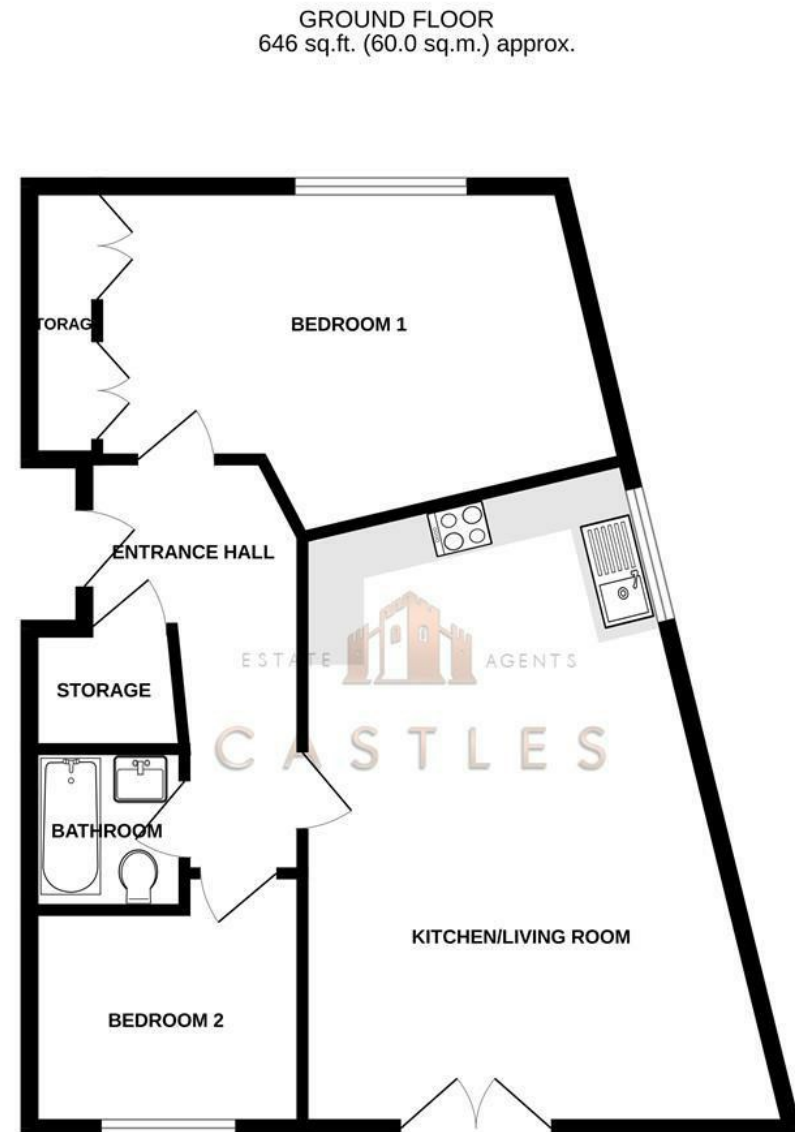 GROUND FLOOR
646 sq.ft. (60.0 sq.m.) approx.
TORAG
BEDROOM 1
ENTRANCE HALL
STORAGE
ESTATE AGENTS
CASTLES
BATHROOM
KITCHEN/LIVING ROOM
BEDROOM 2